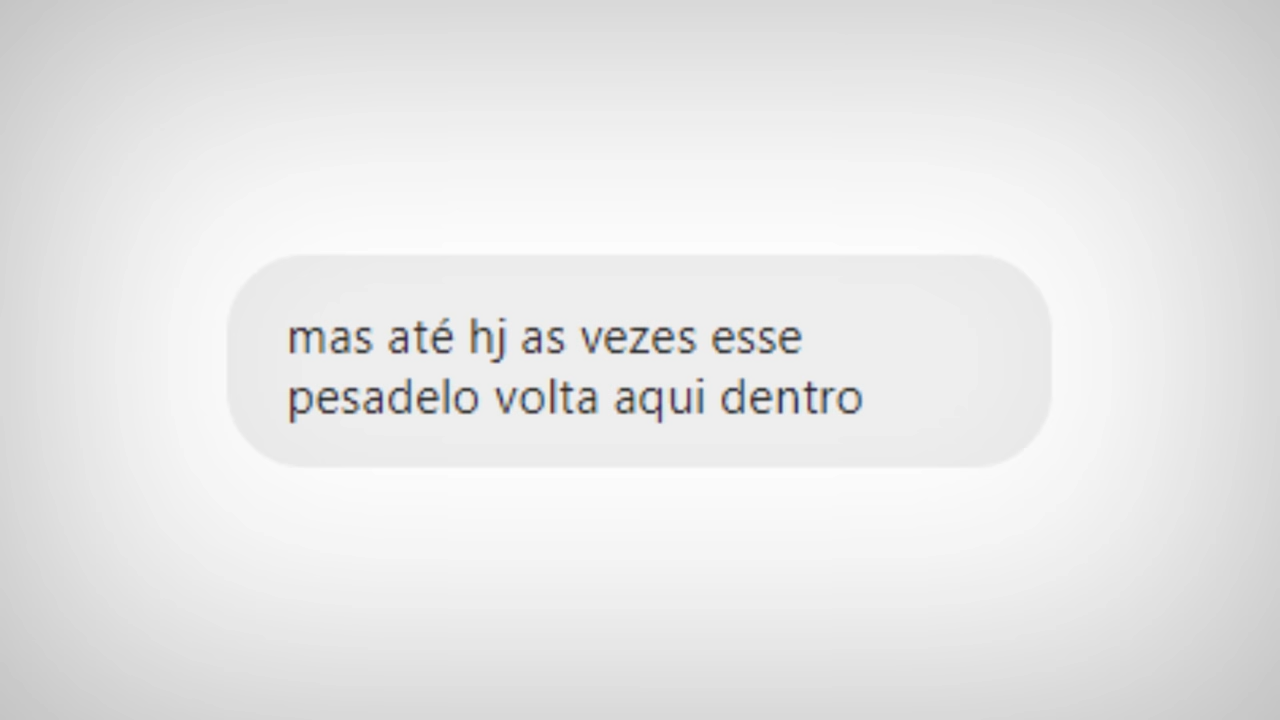 mas até hj as vezes esse
pesadelo volta aqui dentro